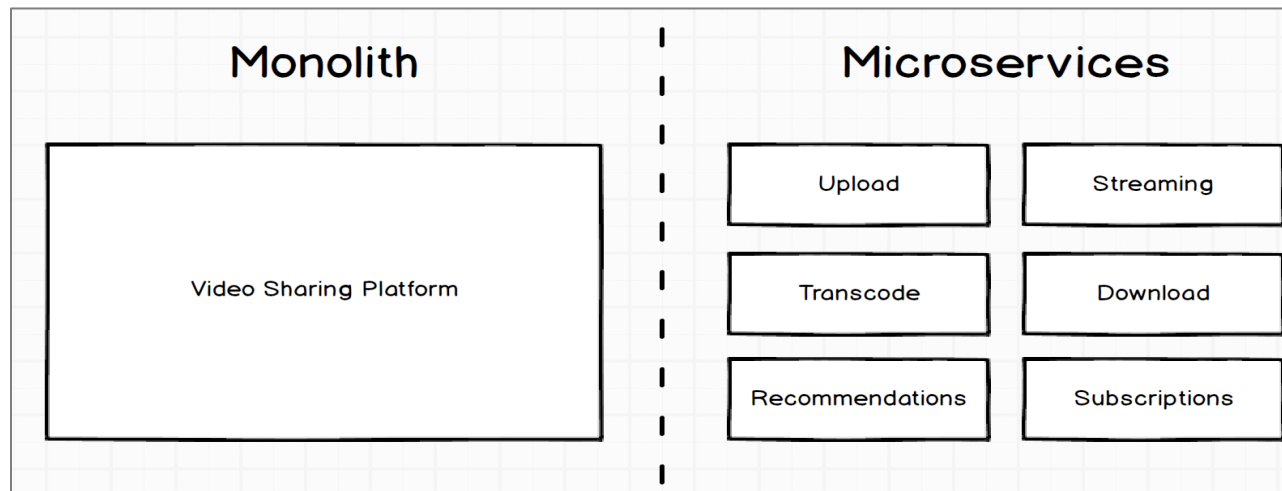 Monolith
Video Sharing Platform
Microservices
Upload
Streaming
Transcode
Download
Recommendations
Subscriptions